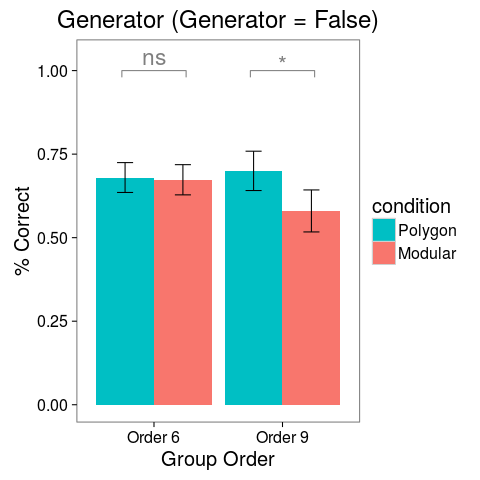 Generator (Generator = False)
ns
*
1.00
0.75
0.50
0.25
0.00
% Correct
Order 6
Order 9
Group Order
condition
Polygon
Modular